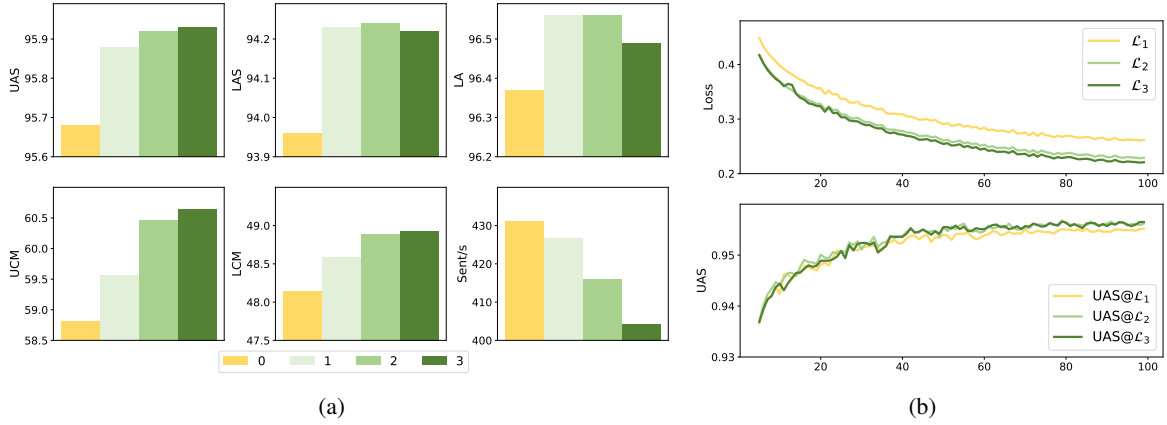 UAS
95.9
95.8
95.7
95.6
LAS
94.2
94.1
94.0
93.9
LA
96.5
96.4
96.3
96.2
UCM
60.5
60.0
59.5
59.0
58.5
LCM
49.0
48.5
48.0
47.5
Sent/s
430
420
410
400
0 1 2 3
(a)
Loss
0.4
0.3
0.2
20 40 60 80 100
ℒ₁
ℒ₂
ℒ₃
UAS
0.95
0.94
0.93
20 40 60 80 100
UAS@ℒ₁
UAS@ℒ₂
UAS@ℒ₃
(b)